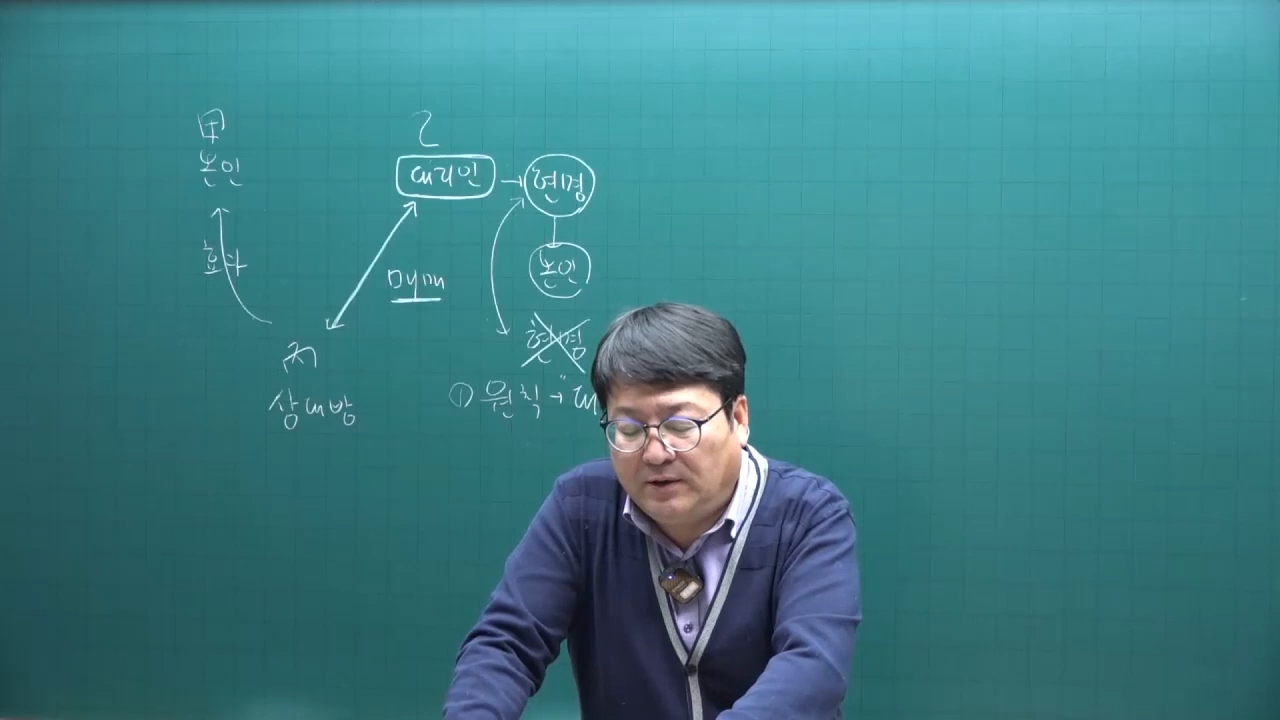 甲
본인
효과
乙
대리인 → 현명
본인
매매
丙
상대방
현명
① 원칙 → "대